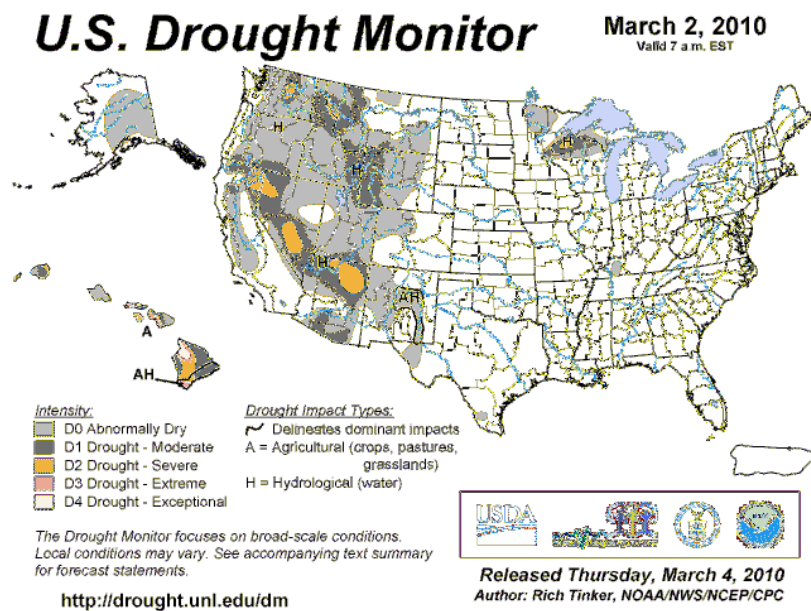 U.S. Drought Monitor
March 2, 2010
Valid 7 a.m. EST
H
H
H
H
AH
A
AH
Intensity:
D0 Abnormally Dry
D1 Drought - Moderate
D2 Drought - Severe
D3 Drought - Extreme
D4 Drought - Exceptional
Drought Impact Types:
Delineates dominant impacts
A = Agricultural (crops, pastures,
grasslands)
H = Hydrological (water)
The Drought Monitor focuses on broad-scale conditions.
Local conditions may vary. See accompanying text summary
for forecast statements.
http://drought.unl.edu/dm
USDA
Released Thursday, March 4, 2010
Author: Rich Tinker, NOAA/NWS/NCEP/CPC